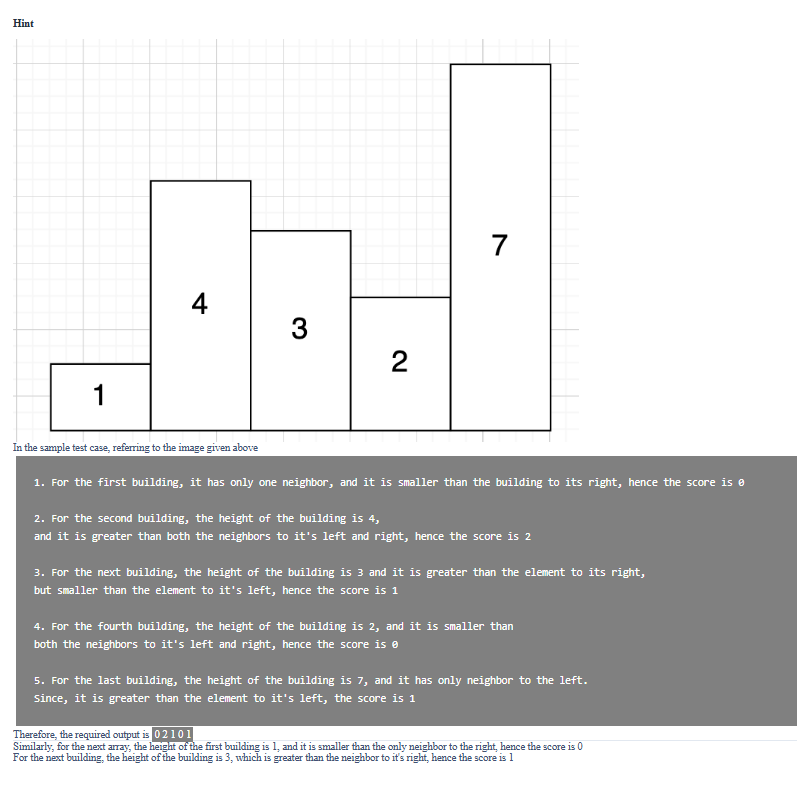 Hint
1
4
3
2
7
In the sample test case, referring to the image given above
1. For the first building, it has only one neighbor, and it is smaller than the building to its right, hence the score is 0
2. For the second building, the height of the building is 4,
and it is greater than both the neighbors to it's left and right, hence the score is 2
3. For the next building, the height of the building is 3 and it is greater than the element to its right,
but smaller than the element to it's left, hence the score is 1
4. For the fourth building, the height of the building is 2, and it is smaller than
both the neighbors to it's left and right, hence the score is 0
5. For the last building, the height of the building is 7, and it has only neighbor to the left.
Since, it is greater than the element to it's left, the score is 1
Therefore, the required output is 0 2 1 0 1
Similarly, for the next array, the height of the first building is 1, and it is smaller than the only neighbor to the right, hence the score is 0
For the next building, the height of the building is 3, which is greater than the neighbor to it's right, hence the score is 1